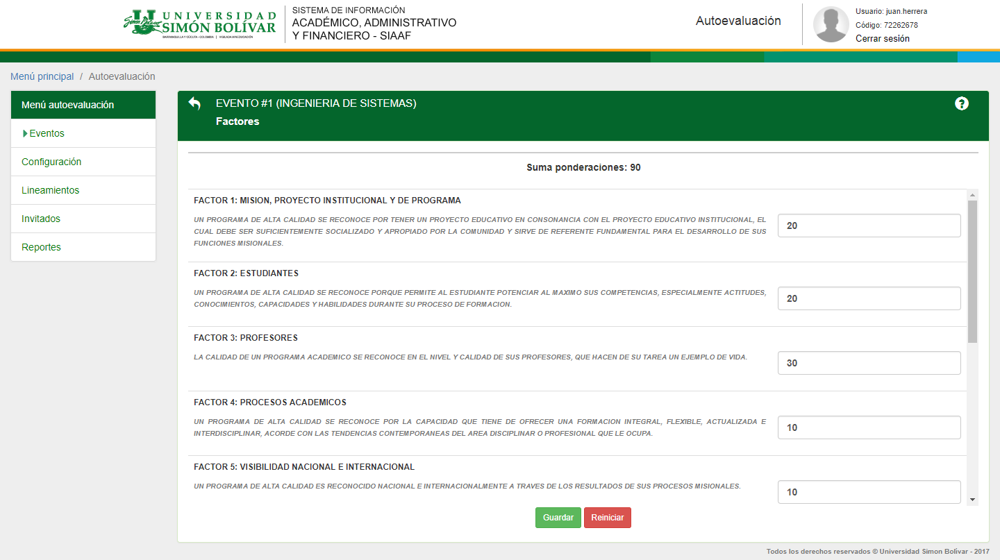 UNIVERSIDAD
SIMÓN BOLÍVAR
BARRANQUILLA Y CÚCUTA - COLOMBIA | VIGILADA MINEDUCACIÓN
SISTEMA DE INFORMACIÓN
ACADÉMICO, ADMINISTRATIVO
Y FINANCIERO - SIAAF
Autoevaluación
Usuario: juan.herrera
Código: 72262678
Cerrar sesión
Menú principal / Autoevaluación
Menú autoevaluación
Eventos
Configuración
Lineamientos
Invitados
Reportes
EVENTO #1 (INGENIERIA DE SISTEMAS)
Factores
?
Suma ponderaciones: 90
FACTOR 1: MISION, PROYECTO INSTITUCIONAL Y DE PROGRAMA
UN PROGRAMA DE ALTA CALIDAD SE RECONOCE POR TENER UN PROYECTO EDUCATIVO EN CONSONANCIA CON EL PROYECTO EDUCATIVO INSTITUCIONAL, EL
CUAL DEBE SER SUFICIENTEMENTE SOCIALIZADO Y APROPIADO POR LA COMUNIDAD Y SIRVE DE REFERENTE FUNDAMENTAL PARA EL DESARROLLO DE SUS
FUNCIONES MISIONALES.
20
FACTOR 2: ESTUDIANTES
UN PROGRAMA DE ALTA CALIDAD SE RECONOCE PORQUE PERMITE AL ESTUDIANTE POTENCIAR AL MAXIMO SUS COMPETENCIAS, ESPECIALMENTE ACTITUDES,
CONOCIMIENTOS, CAPACIDADES Y HABILIDADES DURANTE SU PROCESO DE FORMACION.
20
FACTOR 3: PROFESORES
LA CALIDAD DE UN PROGRAMA ACADEMICO SE RECONOCE EN EL NIVEL Y CALIDAD DE SUS PROFESORES, QUE HACEN DE SU TAREA UN EJEMPLO DE VIDA.
30
FACTOR 4: PROCESOS ACADEMICOS
UN PROGRAMA DE ALTA CALIDAD SE RECONOCE POR LA CAPACIDAD QUE TIENE DE OFRECER UNA FORMACION INTEGRAL, FLEXIBLE, ACTUALIZADA E
INTERDISCIPLINAR, ACORDE CON LAS TENDENCIAS CONTEMPORANEAS DEL AREA DISCIPLINAR O PROFESIONAL QUE LE OCUPA.
10
FACTOR 5: VISIBILIDAD NACIONAL E INTERNACIONAL
UN PROGRAMA DE ALTA CALIDAD ES RECONOCIDO NACIONAL E INTERNACIONALMENTE A TRAVES DE LOS RESULTADOS DE SUS PROCESOS MISIONALES.
10
Guardar Reiniciar
Todos los derechos reservados © Universidad Simon Bolívar - 2017